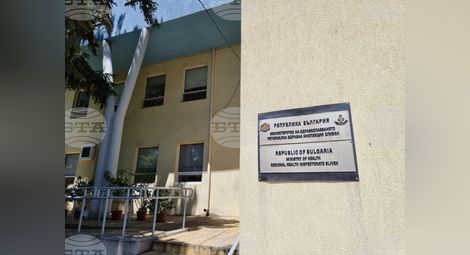 РЕПУБЛИКА БЪЛГАРИЯ
МИНИСТЕРСТВО НА ЗДРАВЕОПАЗВАНЕТО
РЕГИОНАЛНА ЗДРАВНА ИНСПЕКЦИЯ СЛИВЕН
REPUBLIC OF BULGARIA
MINISTRY OF HEALTH
REGIONAL HEALTH INSPECTORATE SLIVEN
БТА